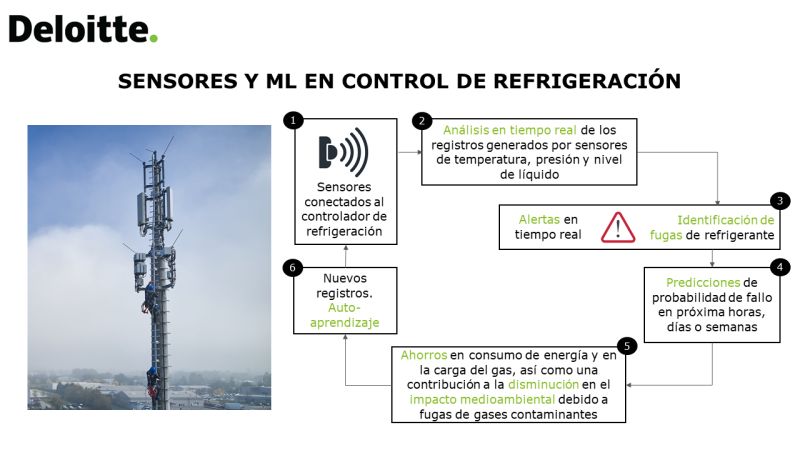 Deloitte.
SENSORES Y ML EN CONTROL DE REFRIGERACIÓN
1
Sensores
conectados al
controlador de
refrigeración
2
Análisis en tiempo real de los
registros generados por sensores
de temperatura, presión y nivel
de líquido
3
Alertas en
tiempo real
!
Identificación de
fugas de refrigerante
4
Predicciones de
probabilidad de fallo
en próxima horas,
días o semanas
5
Ahorros en consumo de energía y en
la carga del gas, así como una
contribución a la disminución en el
impacto medioambiental debido a
fugas de gases contaminantes
6
Nuevos
registros.
Auto-
aprendizaje